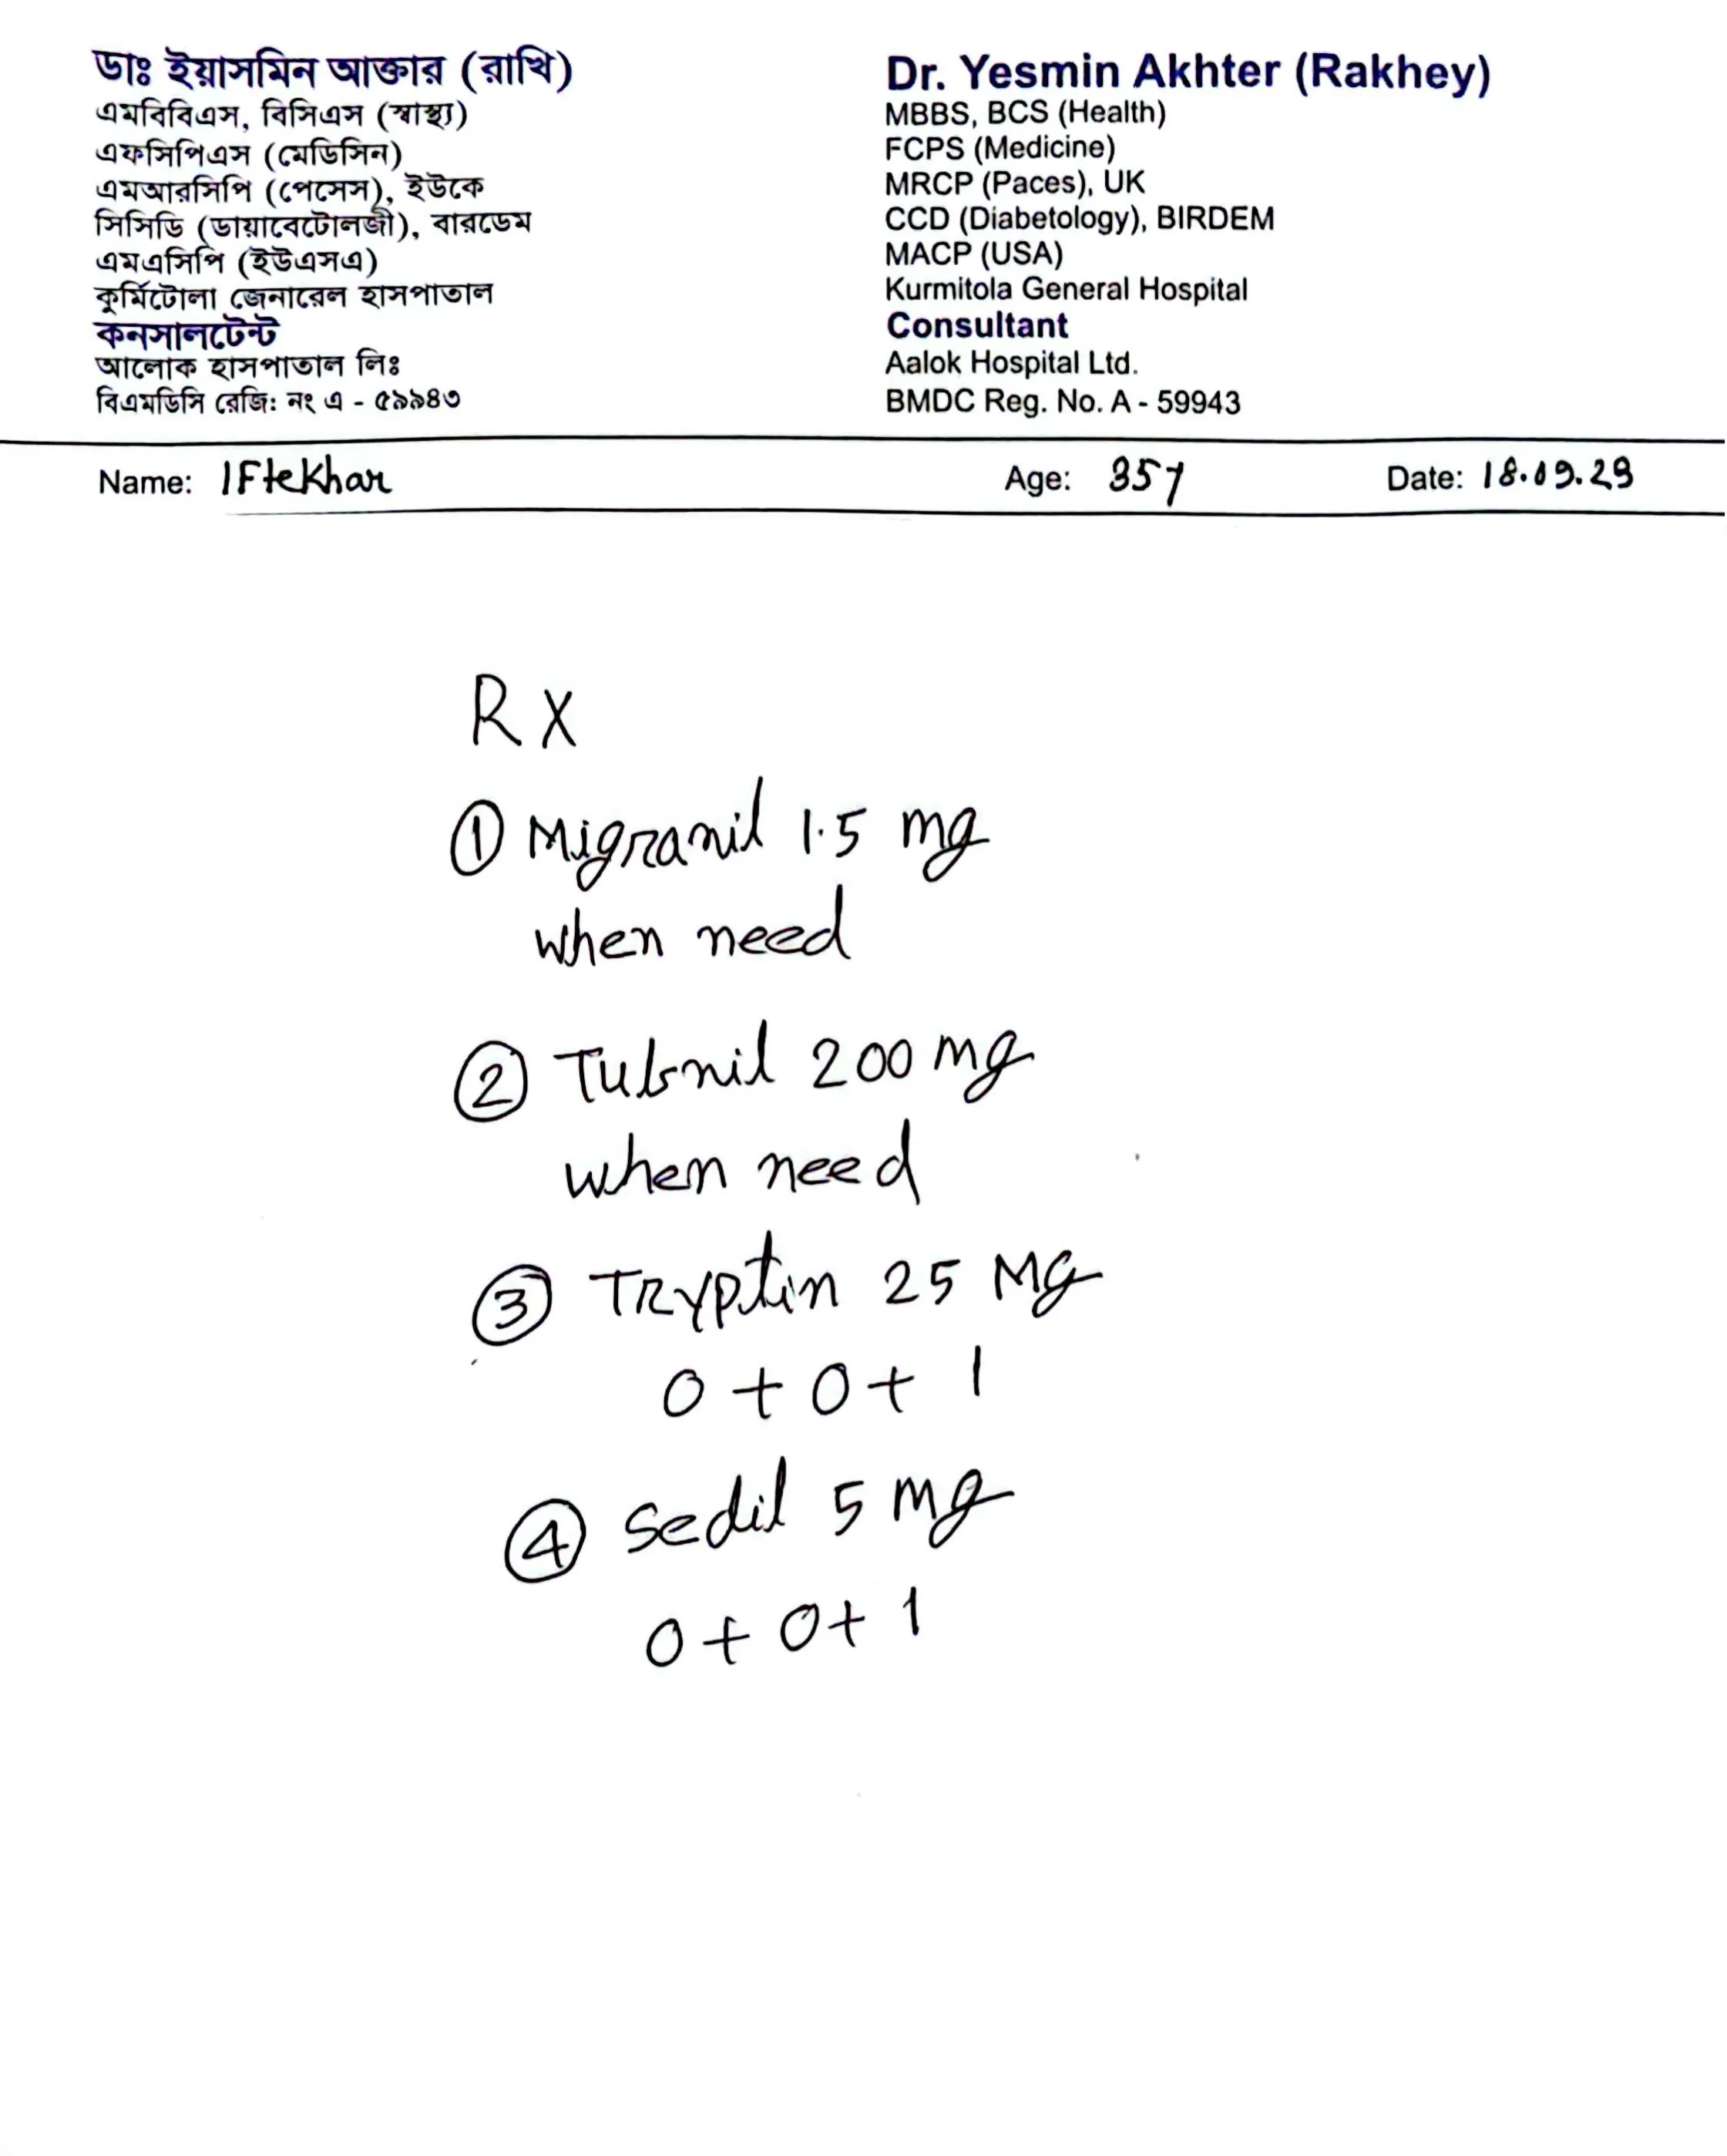 ডাঃ ইয়াসমিন আক্তার (রাখি)
এমবিবিএস, বিসিএস (স্বাস্থ্য)
এফসিপিএস (মেডিসিন)
এমআরসিপি (পেসেস), ইউকে
সিসিডি (ডায়াবেটোলজী), বারডেম
এমএসিপি (ইউএসএ)
কুর্মিটোলা জেনারেল হাসপাতাল
কনসালটেন্ট
আলোক হাসপাতাল লিঃ
বিএমডিসি রেজি: নং এ - ৫৯৯৪৩
Dr. Yesmin Akhter (Rakhey)
MBBS, BCS (Health)
FCPS (Medicine)
MRCP (Paces), UK
CCD (Diabetology), BIRDEM
MACP (USA)
Kurmitola General Hospital
Consultant
Aalok Hospital Ltd.
BMDC Reg. No. A - 59943
Name: IFtekhar Age: 35y Date: 18.09.23
RX
① Migranil 1.5 mg
when need
② Tufnil 200 mg
when need
③ TRyptin 25 Mg
0 + 0 + 1
④ Sedil 5 mg
0 + 0 + 1